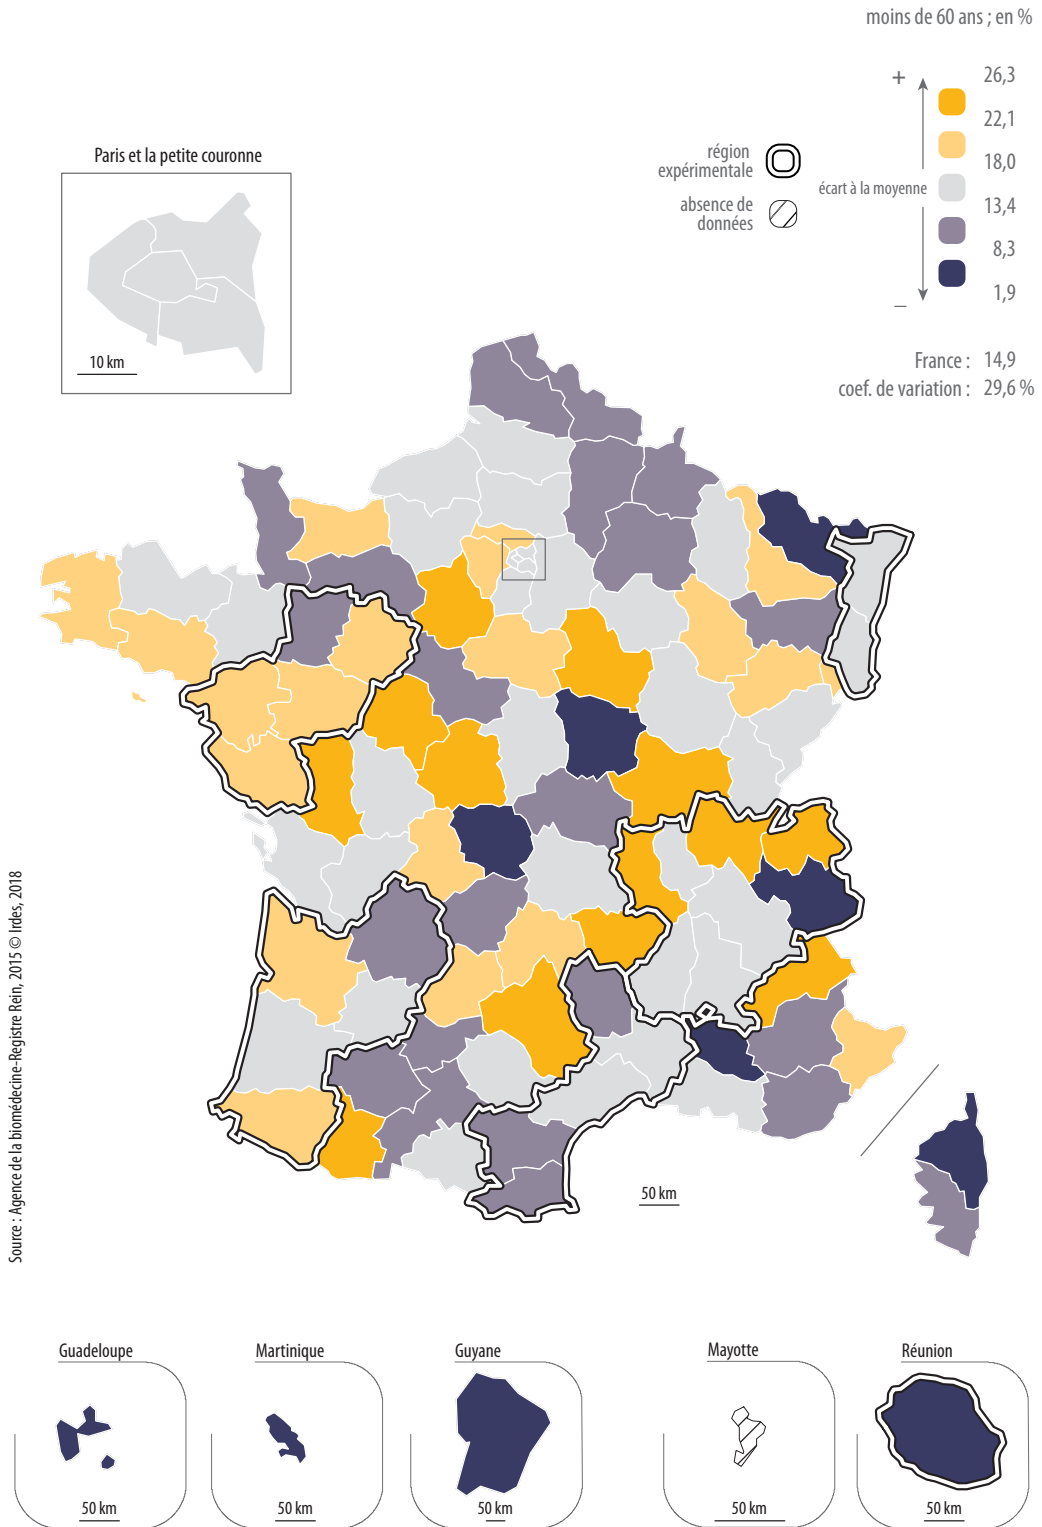 moins de 60 ans ; en %
+
26,3
22,1
18,0
écart à la moyenne
13,4
8,3
1,9
–
région
expérimentale
absence de
données
France : 14,9
coef. de variation : 29,6 %
Paris et la petite couronne
10 km
50 km
Source : Agence de la biomédecine-Registre Rein, 2015 © Irdes, 2018
Guadeloupe
50 km
Martinique
50 km
Guyane
50 km
Mayotte
50 km
Réunion
50 km